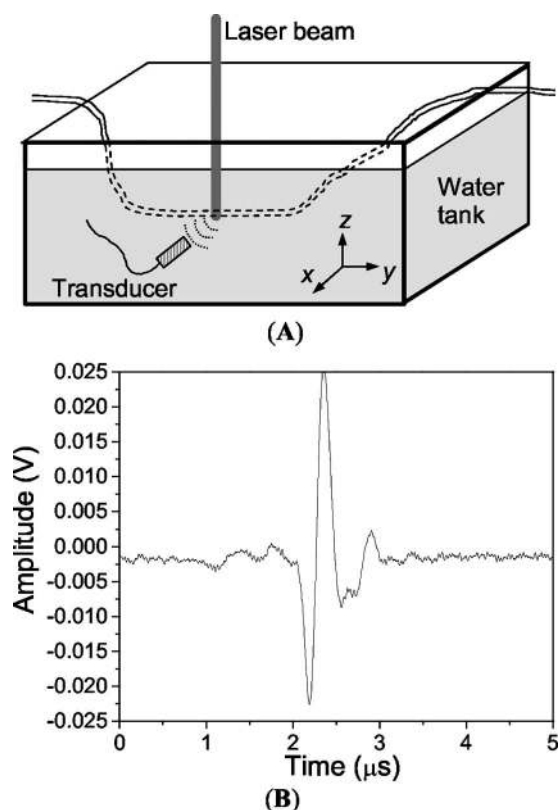 Laser beam
Water
tank
z
x
y
Transducer
(A)
0.025
0.020
0.015
0.010
0.005
0.000
-0.005
-0.010
-0.015
-0.020
-0.025
Amplitude (V)
0 1 2 3 4 5
Time (μs)
(B)